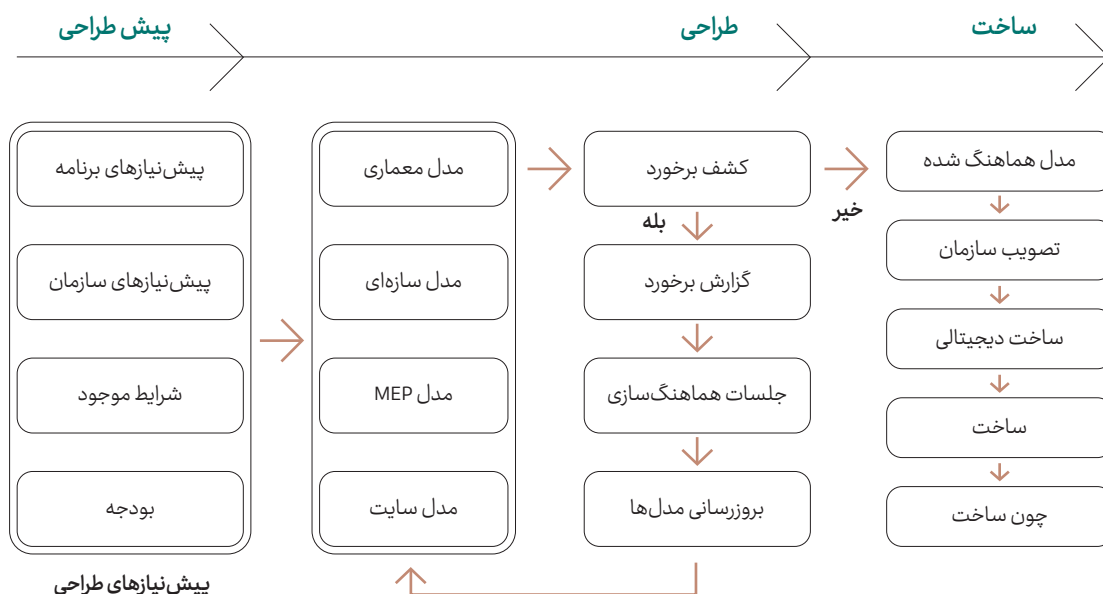 پیش طراحی
طراحی
ساخت
پیش‌نیازهای برنامه
پیش‌نیازهای سازمان
شرایط موجود
بودجه
پیش‌نیازهای طراحی
مدل معماری
مدل سازه‌ای
مدل MEP
مدل سایت
کشف برخورد
بله
خیر
گزارش برخورد
جلسات هماهنگ‌سازی
بروزرسانی مدل‌ها
مدل هماهنگ شده
تصویب سازمان
ساخت دیجیتالی
ساخت
چون ساخت